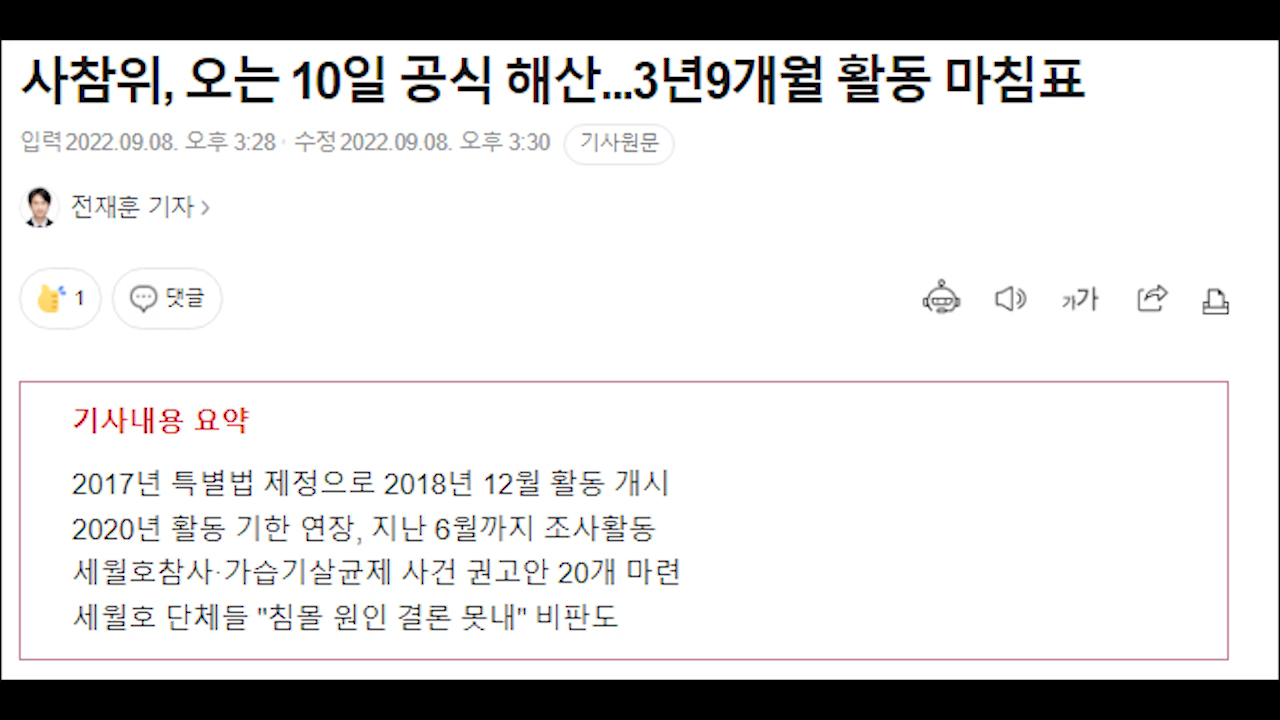 사참위, 오는 10일 공식 해산...3년9개월 활동 마침표
입력 2022.09.08. 오후 3:28 · 수정 2022.09.08. 오후 3:30 기사원문
전재훈 기자 >
1 댓글
가가
기사내용 요약
2017년 특별법 제정으로 2018년 12월 활동 개시
2020년 활동 기한 연장, 지난 6월까지 조사활동
세월호참사·가습기살균제 사건 권고안 20개 마련
세월호 단체들 "침몰 원인 결론 못내" 비판도